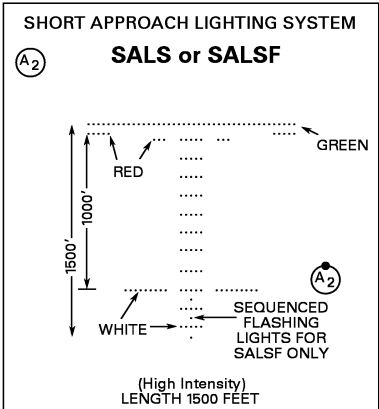 SHORT APPROACH LIGHTING SYSTEM
A2
SALS or SALSF
GREEN
RED
1000'
1500'
A2
WHITE
SEQUENCED
FLASHING
LIGHTS FOR
SALSF ONLY
(High Intensity)
LENGTH 1500 FEET